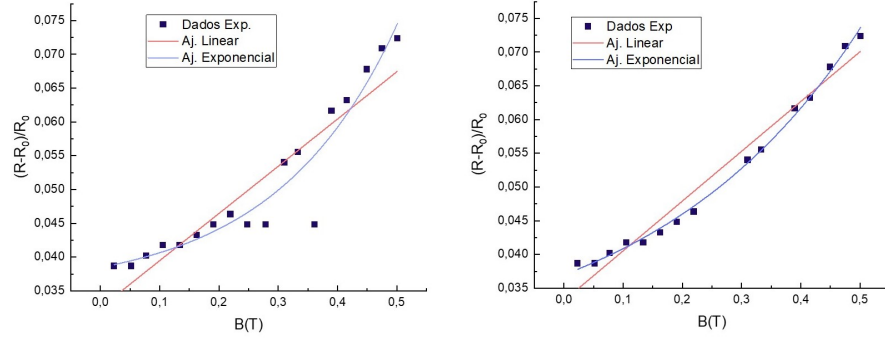 0,075
0,070
0,065
0,060
0,055
0,050
0,045
0,040
0,035
(R-R₀)/R₀
Dados Exp.
Aj. Linear
Aj. Exponencial
0,0 0,1 0,2 0,3 0,4 0,5
B(T)
0,075
0,070
0,065
0,060
0,055
0,050
0,045
0,040
0,035
(R-R₀)/R₀
Dados Exp
Aj. Linear
Aj. Exponencial
0,0 0,1 0,2 0,3 0,4 0,5
B(T)